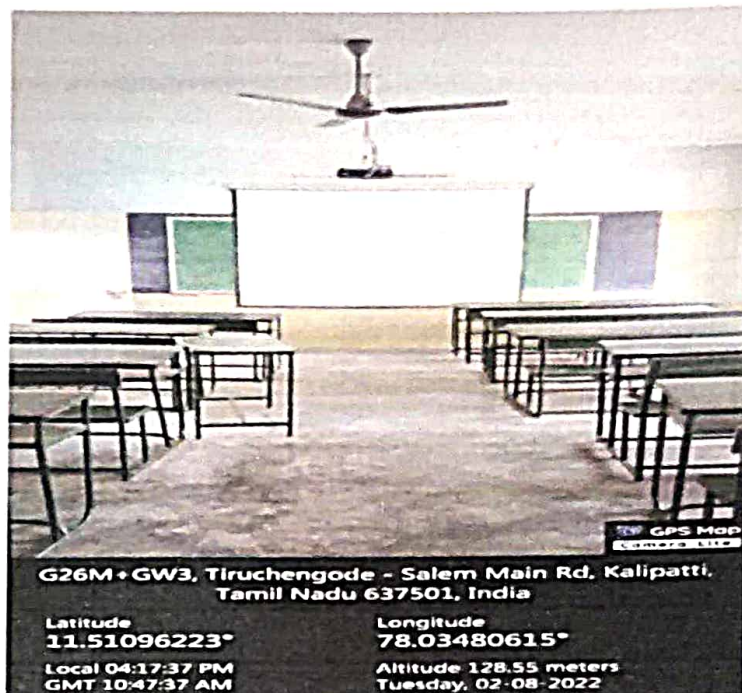 GPS Map
Camera Lite
G26M+GW3, Tiruchengode - Salem Main Rd, Kalipatti,
Tamil Nadu 637501, India
Latitude
11.51096223°
Longitude
78.03480615°
Local 04:17:37 PM
GMT 10:47:37 AM
Altitude 128.55 meters
Tuesday, 02-08-2022